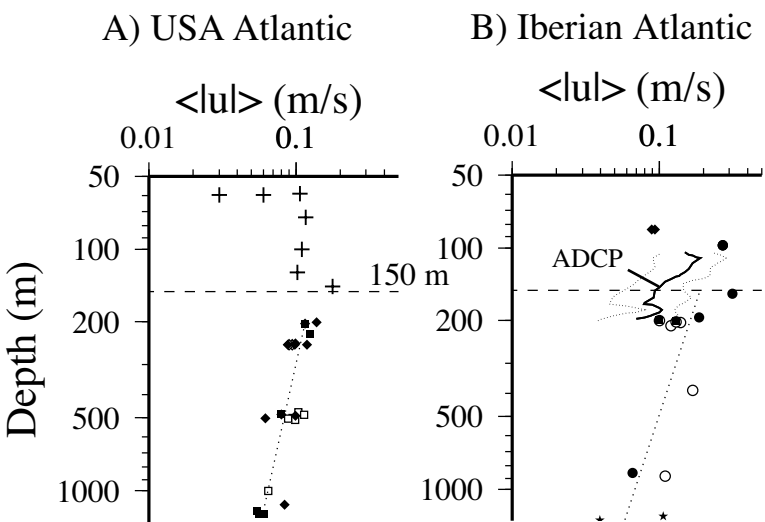 A) USA Atlantic
<|u|> (m/s)
0.01 0.1
50
100
150 m
200
500
1000
Depth (m)
B) Iberian Atlantic
<|u|> (m/s)
0.01 0.1
50
100
ADCP
200
500
1000